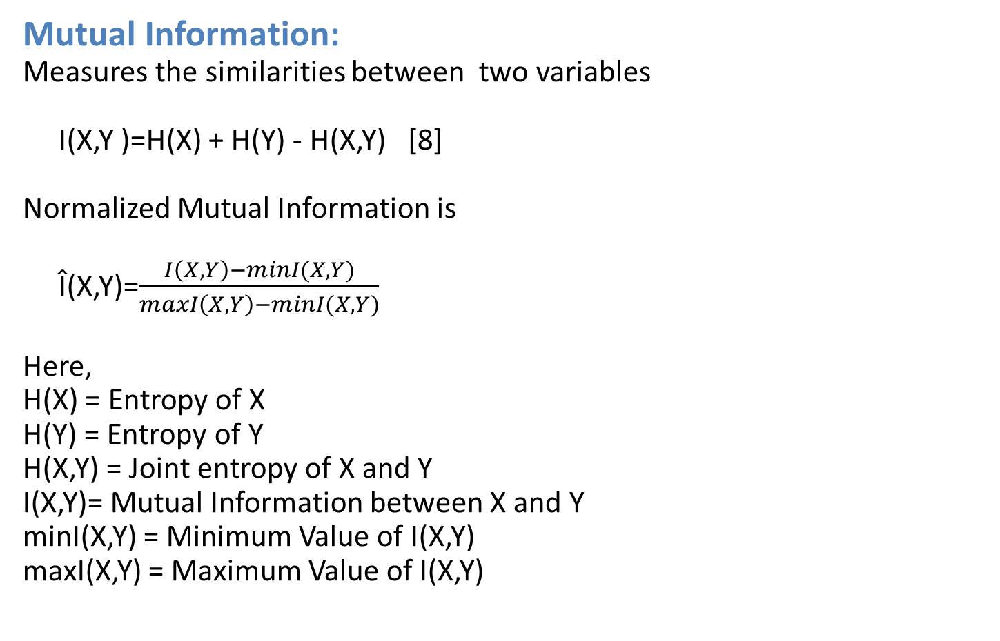 Mutual Information:
Measures the similarities between  two variables
I(X,Y )=H(X) + H(Y) - H(X,Y)   [8]
Normalized Mutual Information is
Î(X,Y)=\frac{I(X,Y)−minI(X,Y)}{maxI(X,Y)−minI(X,Y)}
Here,
H(X) = Entropy of X
H(Y) = Entropy of Y
H(X,Y) = Joint entropy of X and Y
I(X,Y)= Mutual Information between X and Y
minI(X,Y) = Minimum Value of I(X,Y)
maxI(X,Y) = Maximum Value of I(X,Y)